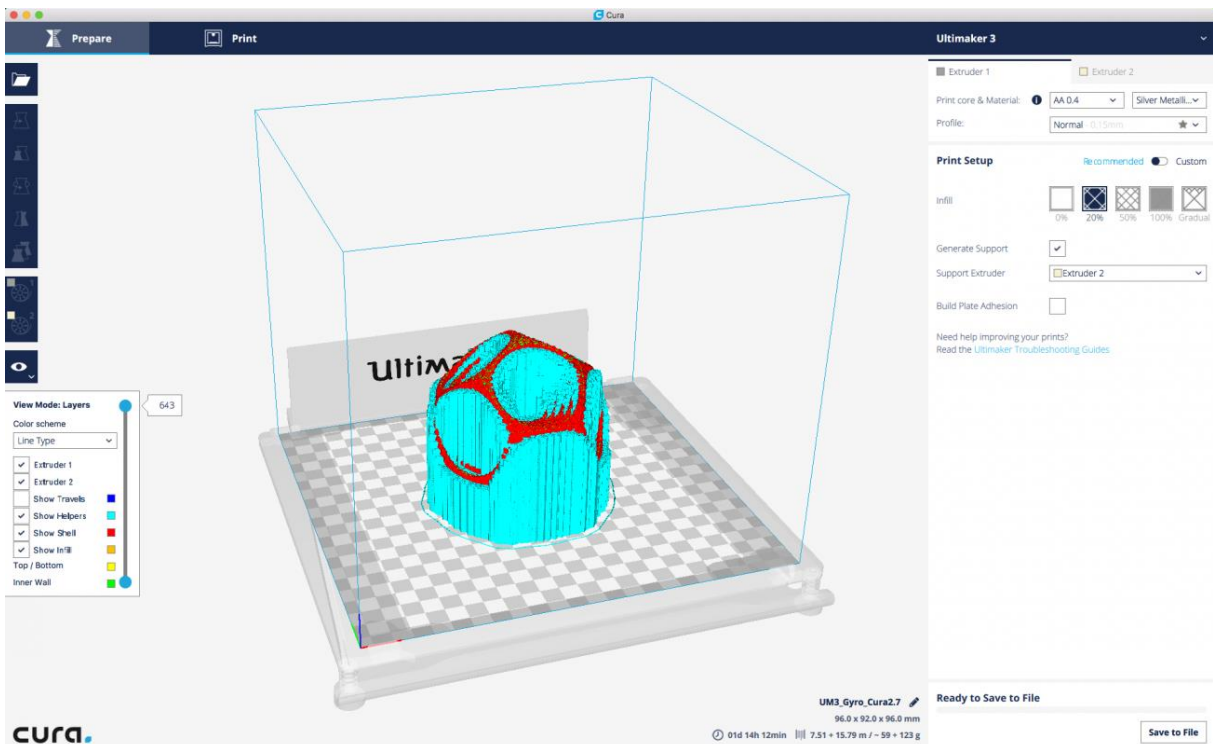 Cura
Prepare
Print
Ultimaker 3
Extruder 1
Extruder 2
Print core & Material:
AA 0.4
Silver Metalli...
Profile:
Normal - 0.15mm
Print Setup
Recommended
Custom
Infill
0%
20%
50%
100%
Gradual
Generate Support
Support Extruder
Extruder 2
Build Plate Adhesion
Need help improving your prints?
Read the Ultimaker Troubleshooting Guides
1
2
View Mode: Layers
643
Color scheme
Line Type
Extruder 1
Extruder 2
Show Travels
Show Helpers
Show Shell
Show Infill
Top / Bottom
Inner Wall
UM3_Gyro_Cura2.7
96.0 x 92.0 x 96.0 mm
01d 14h 12min
7.51 + 15.79 m / ~ 59 + 123 g
Ready to Save to File
Save to File
cura.